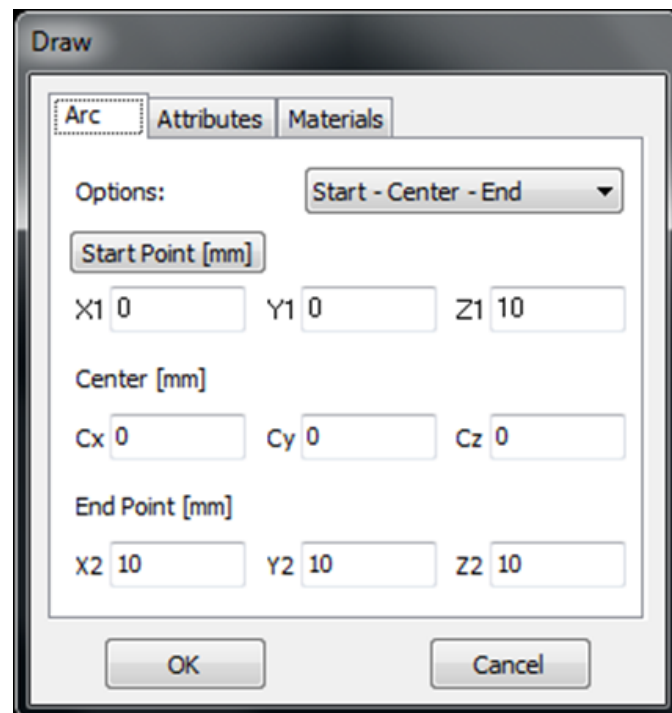 Draw
Arc Attributes Materials
Options: Start - Center - End
Start Point [mm]
X1 0 Y1 0 Z1 10
Center [mm]
Cx 0 Cy 0 Cz 0
End Point [mm]
X2 10 Y2 10 Z2 10
OK Cancel